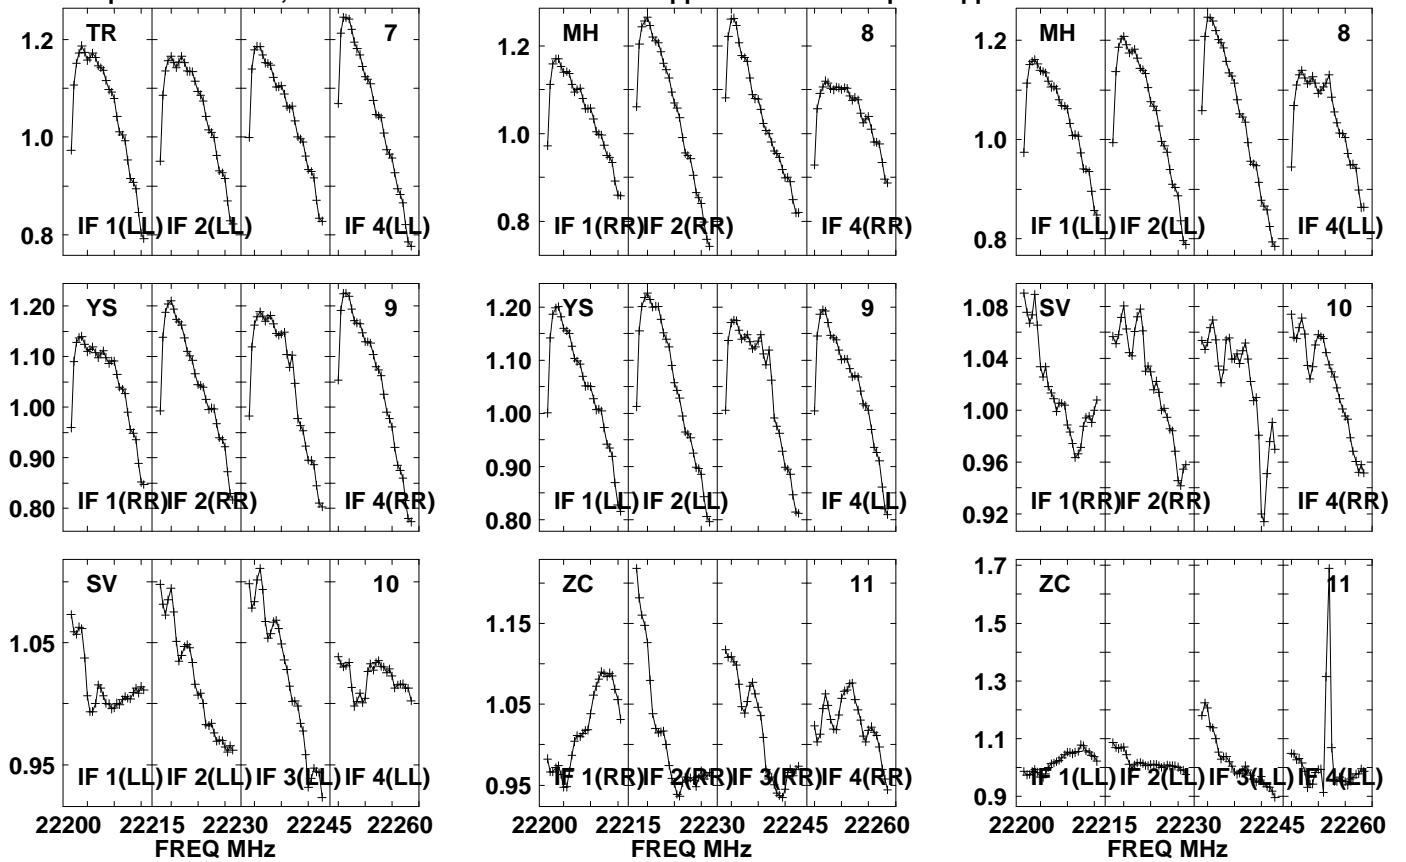 TR 7
1.2
1.0
0.8
IF 1(LL) IF 2(LL) IF 4(LL)
MH 8
1.2
1.0
0.8
IF 1(RR) IF 2(RR) IF 4(RR)
MH 8
1.2
1.0
0.8
IF 1(LL) IF 2(LL) IF 4(LL)
YS 9
1.20
1.10
1.00
0.90
0.80
IF 1(RR) IF 2(RR) IF 4(RR)
YS 9
1.20
1.10
1.00
0.90
0.80
IF 1(LL) IF 2(LL) IF 4(LL)
SV 10
1.08
1.04
1.00
0.96
0.92
IF 1(RR) IF 2(RR) IF 4(RR)
SV 10
1.05
0.95
IF 1(LL) IF 2(LL) IF 3(LL) IF 4(LL)
22200 22215 22230 22245 22260
FREQ MHz
ZC 11
1.15
1.05
0.95
IF 1(RR) IF 2(RR) IF 3(RR) IF 4(RR)
22200 22215 22230 22245 22260
FREQ MHz
ZC 11
1.7
1.5
1.3
1.1
0.9
IF 1(LL) IF 2(LL) IF 3(LL) IF 4(LL)
22200 22215 22230 22245 22260
FREQ MHz